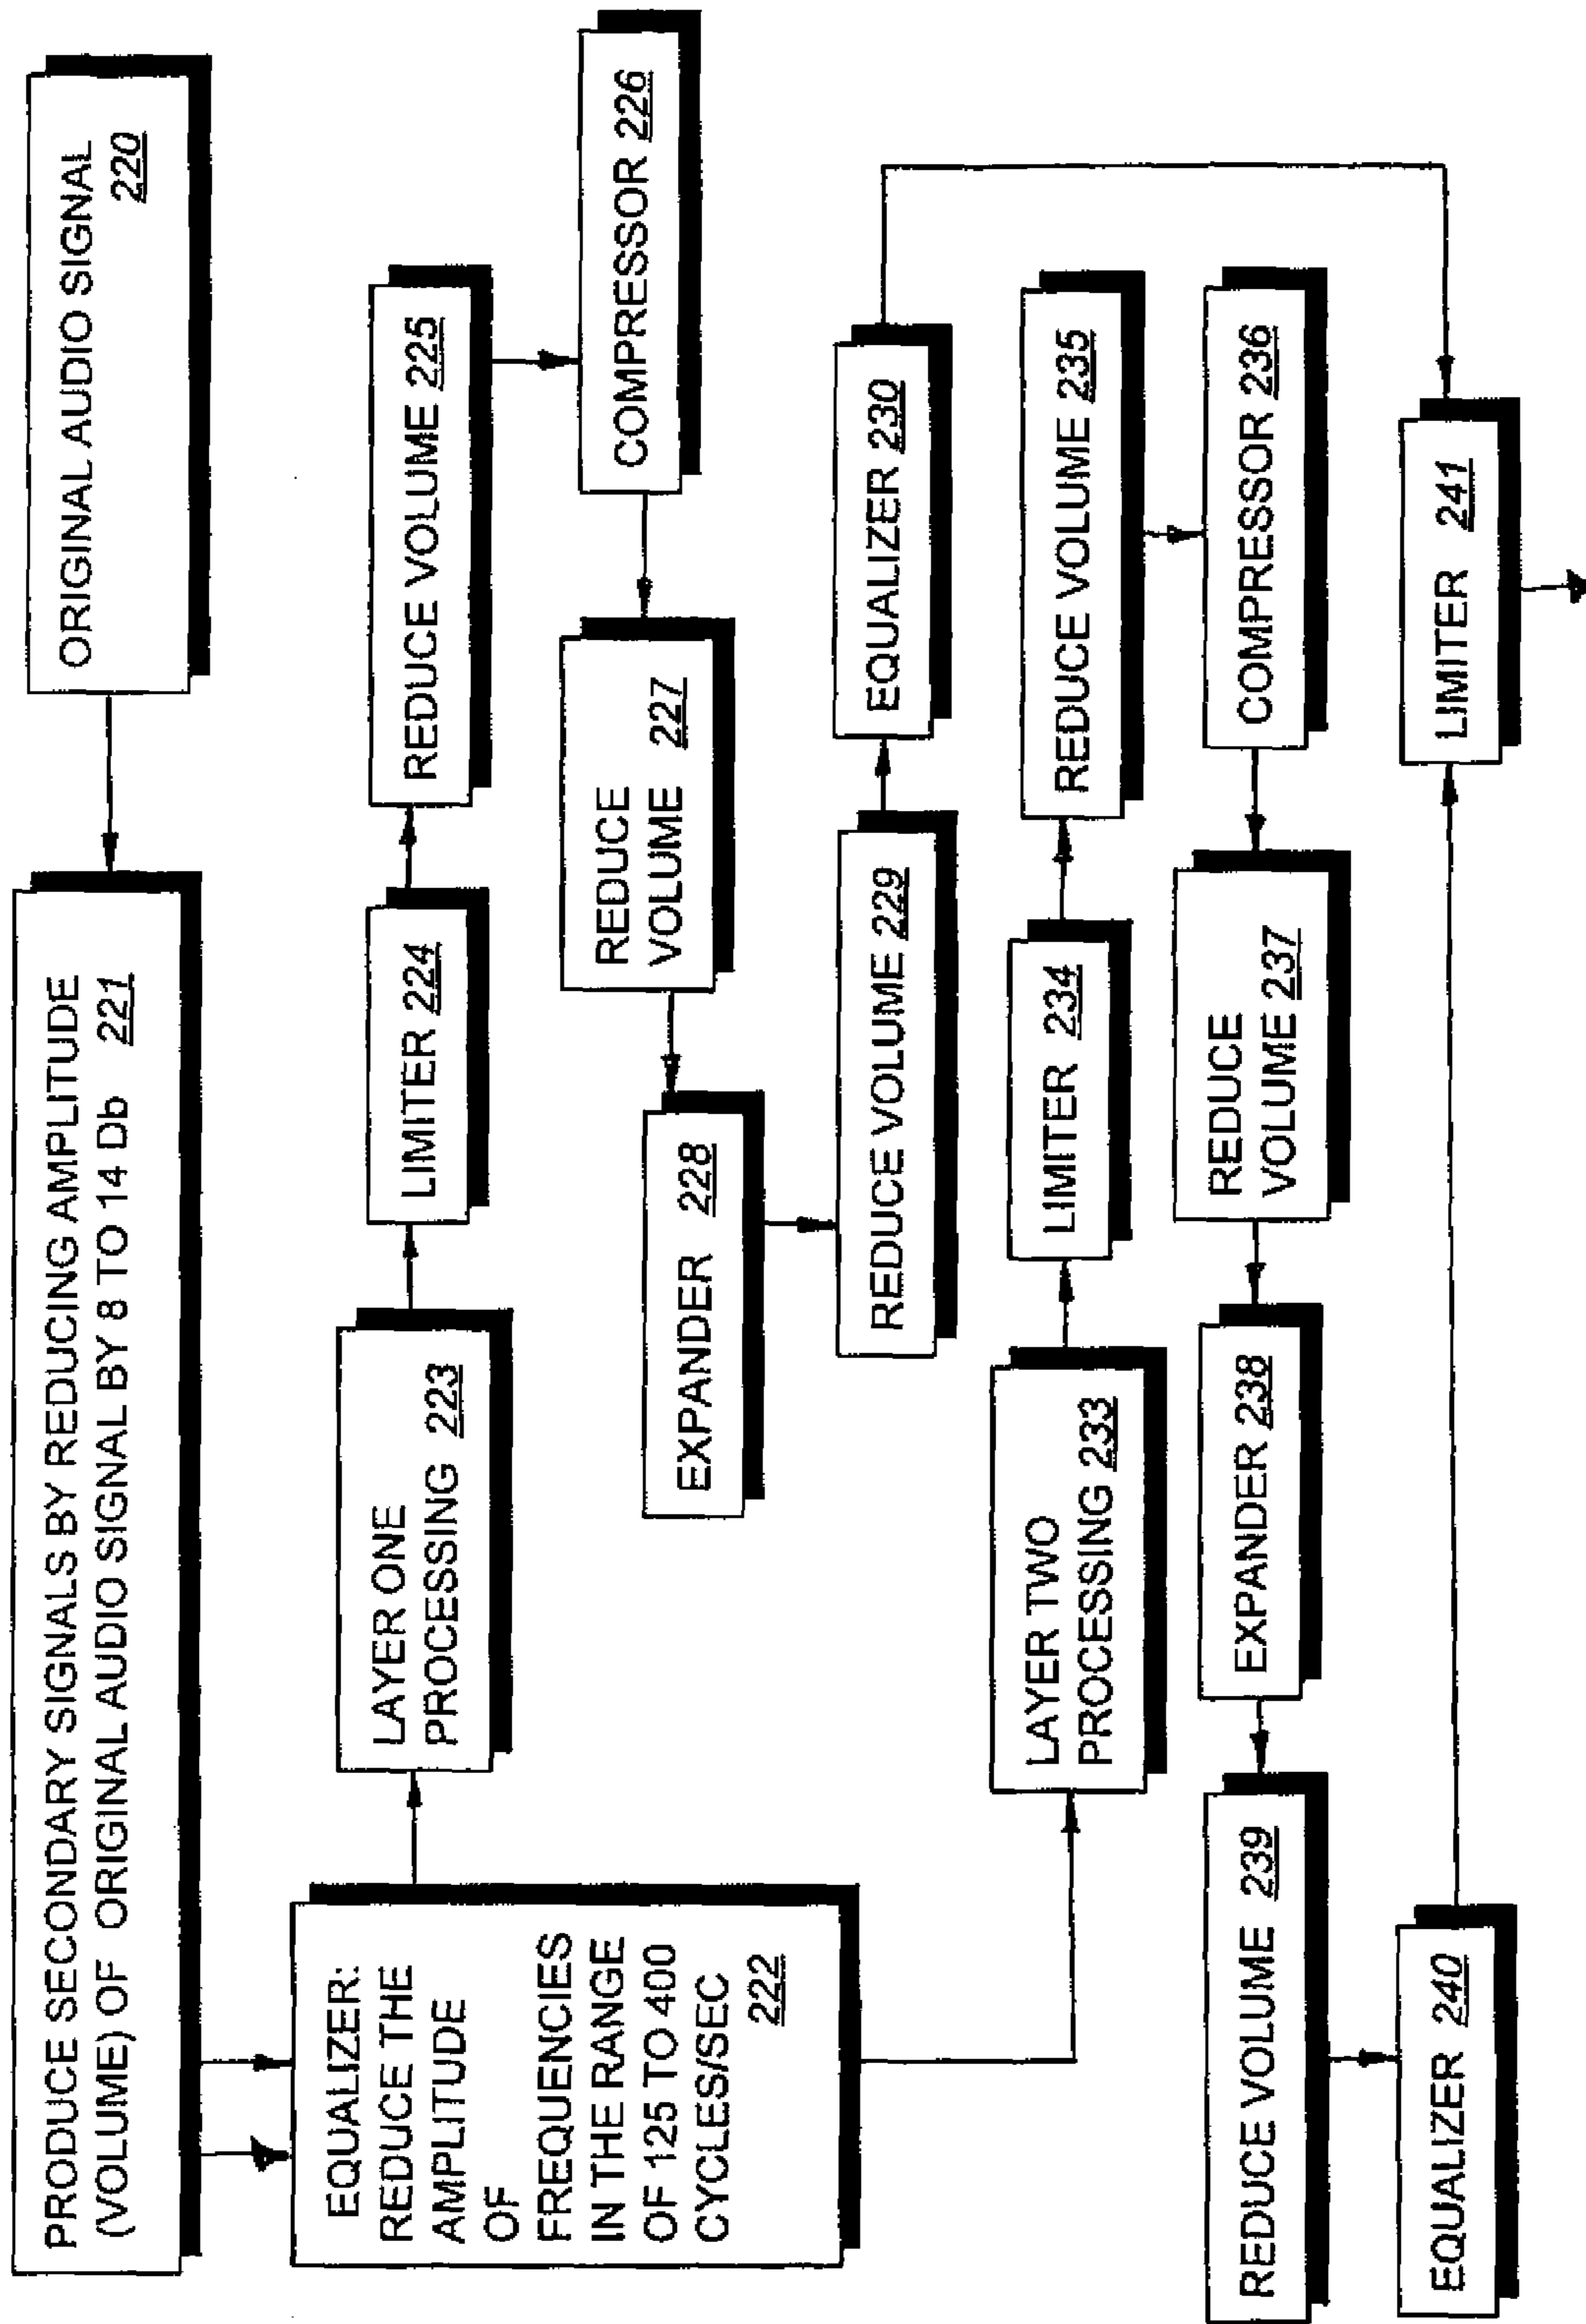 ORIGINAL AUDIO SIGNAL
220
PRODUCE SECONDARY SIGNALS BY REDUCING AMPLITUDE
(VOLUME) OF ORIGINAL AUDIO SIGNAL BY 8 TO 14 Db 221
EQUALIZER:
REDUCE THE
AMPLITUDE
OF
FREQUENCIES
IN THE RANGE
OF 125 TO 400
CYCLES/SEC
222
LAYER ONE
PROCESSING 223
LIMITER 224
REDUCE VOLUME 225
COMPRESSOR 226
REDUCE
VOLUME 227
EXPANDER 228
REDUCE VOLUME 229
EQUALIZER 230
LAYER TWO
PROCESSING 233
LIMITER 234
REDUCE VOLUME 235
COMPRESSOR 236
REDUCE
VOLUME 237
EXPANDER 238
REDUCE VOLUME 239
EQUALIZER 240
LIMITER 241